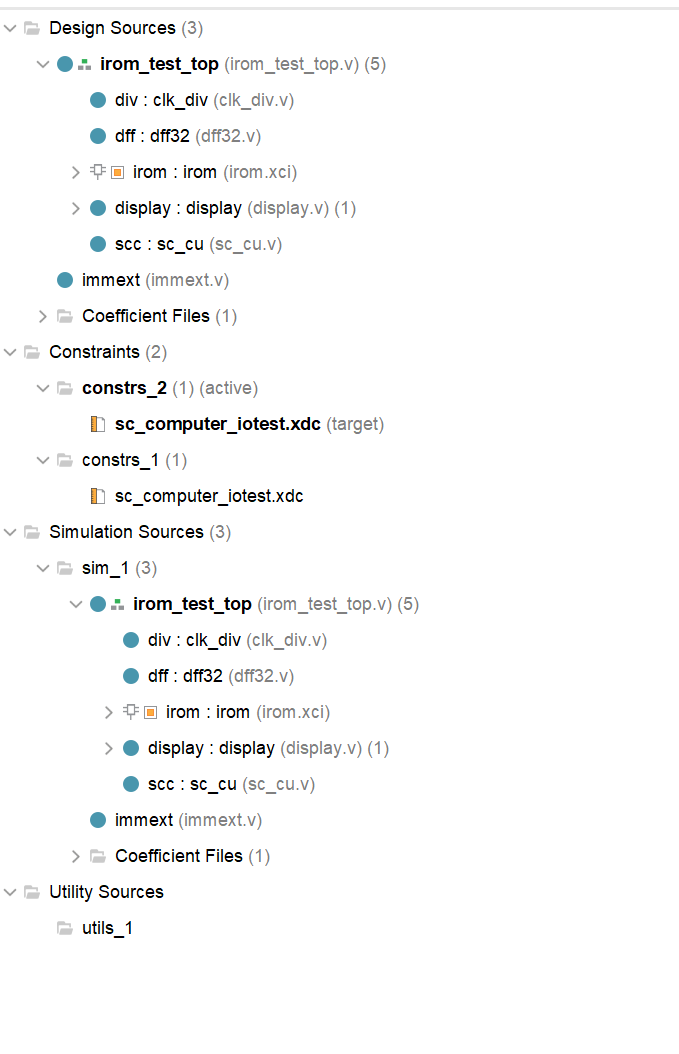 Design Sources (3)
irom_test_top (irom_test_top.v) (5)
div : clk_div (clk_div.v)
dff : dff32 (dff32.v)
irom : irom (irom.xci)
display : display (display.v) (1)
scc : sc_cu (sc_cu.v)
immext (immext.v)
Coefficient Files (1)
Constraints (2)
constrs_2 (1) (active)
sc_computer_iotest.xdc (target)
constrs_1 (1)
sc_computer_iotest.xdc
Simulation Sources (3)
sim_1 (3)
irom_test_top (irom_test_top.v) (5)
div : clk_div (clk_div.v)
dff : dff32 (dff32.v)
irom : irom (irom.xci)
display : display (display.v) (1)
scc : sc_cu (sc_cu.v)
immext (immext.v)
Coefficient Files (1)
Utility Sources
utils_1